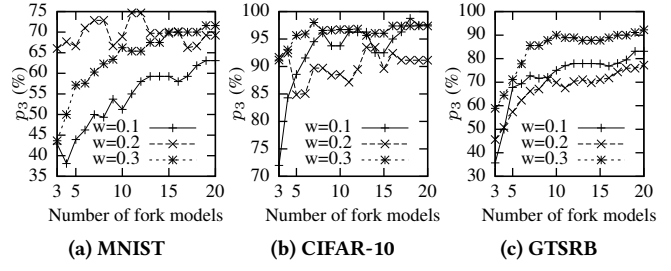 75
70
65
60
55
50
45
40
35
p3 (%)
w=0.1
w=0.2
w=0.3
3 5 10 15 20
Number of fork models
(a) MNIST
100
95
90
85
80
75
70
p3 (%)
w=0.1
w=0.2
w=0.3
3 5 10 15 20
Number of fork models
(b) CIFAR-10
100
90
80
70
60
50
40
30
p3 (%)
w=0.1
w=0.2
w=0.3
3 5 10 15 20
Number of fork models
(c) GTSRB